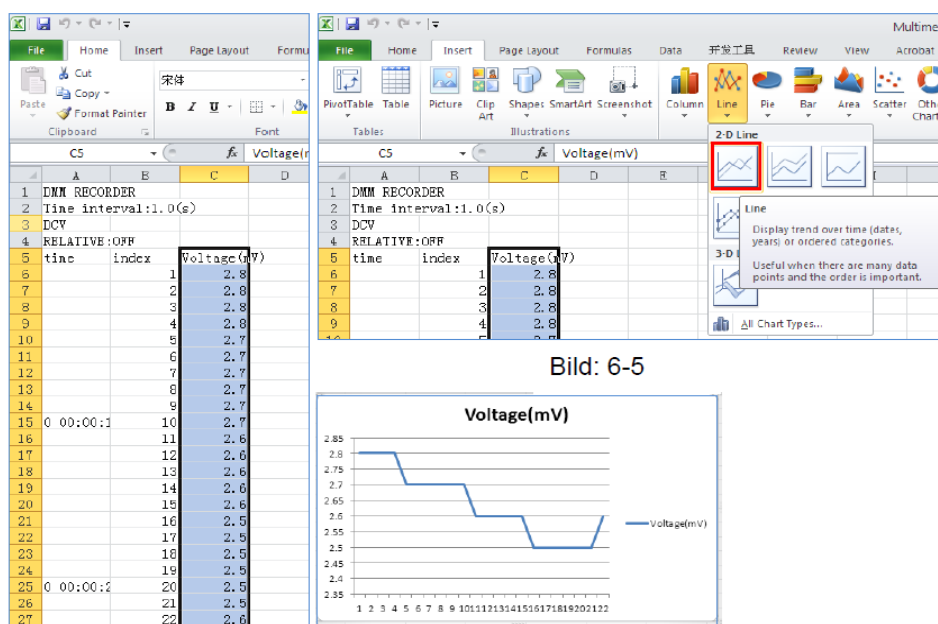 File Home Insert Page Layout Formu
Cut
Copy
Format Painter
Paste
Clipboard
宋体
B I U
Font
C5 fx Voltage(m
A B C D
1 DMM RECORDER
2 Time interval:1.0(s)
3 DCV
4 RELATIVE:OFF
5 time index Voltage(mV)
6 1 2.8
7 2 2.8
8 3 2.8
9 4 2.8
10 5 2.7
11 6 2.7
12 7 2.7
13 8 2.7
14 9 2.7
15 0 00:00:1 10 2.7
16 11 2.6
17 12 2.6
18 13 2.6
19 14 2.6
20 15 2.6
21 16 2.5
22 17 2.5
23 18 2.5
24 19 2.5
25 0 00:00:2 20 2.5
26 21 2.5
27 22 2.6
Multime
File Home Insert Page Layout Formulas Data 开发工具 Review View Acrobat
PivotTable Table Picture Clip Art Shapes SmartArt Screenshot Column Line Pie Bar Area Scatter Othe Chart
Tables Illustrations
C5 fx Voltage(mV)
A B C D E I
1 DMM RECORDER
2 Time interval:1.0(s)
3 DCV
4 RELATIVE:OFF
5 time index Voltage(mV)
6 1 2.8
7 2 2.8
8 3 2.8
9 4 2.8
2-D Line
Line
Display trend over time (dates,
years) or ordered categories.
Useful when there are many data
points and the order is important.
3-D L
All Chart Types...
Bild: 6-5
Voltage(mV)
2.85
2.8
2.75
2.7
2.65
2.6
2.55
2.5
2.45
2.4
2.35
1 2 3 4 5 6 7 8 9 10 11 12 13 14 15 16 17 18 19 20 21 22
Voltage(mV)